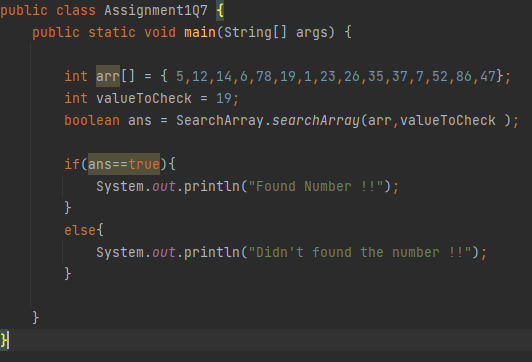 public class Assignment1Q7 {
public static void main(String[] args) {
int arr[] = { 5,12,14,6,78,19,1,23,26,35,37,7,52,86,47};
int valueToCheck = 19;
boolean ans = SearchArray.searchArray(arr,valueToCheck );
if(ans==true){
System.out.println("Found Number !!");
}
else{
System.out.println("Didn't found the number !!");
}
}
}